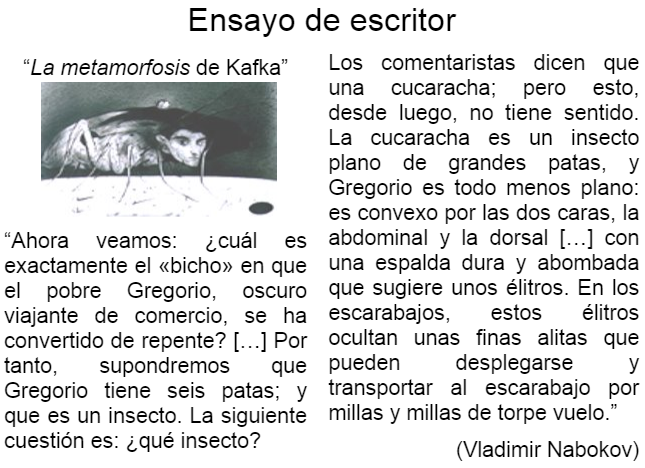 Ensayo de escritor
“La metamorfosis de Kafka”
“Ahora veamos: ¿cuál es
exactamente el «bicho» en que
el pobre Gregorio, oscuro
viajante de comercio, se ha
convertido de repente? […] Por
tanto, supondremos que
Gregorio tiene seis patas; y
que es un insecto. La siguiente
cuestión es: ¿qué insecto?
Los comentaristas dicen que
una cucaracha; pero esto,
desde luego, no tiene sentido.
La cucaracha es un insecto
plano de grandes patas, y
Gregorio es todo menos plano:
es convexo por las dos caras, la
abdominal y la dorsal […] con
una espalda dura y abombada
que sugiere unos élitros. En los
escarabajos, estos élitros
ocultan unas finas alitas que
pueden desplegarse y
transportar al escarabajo por
millas y millas de torpe vuelo.”
(Vladimir Nabokov)